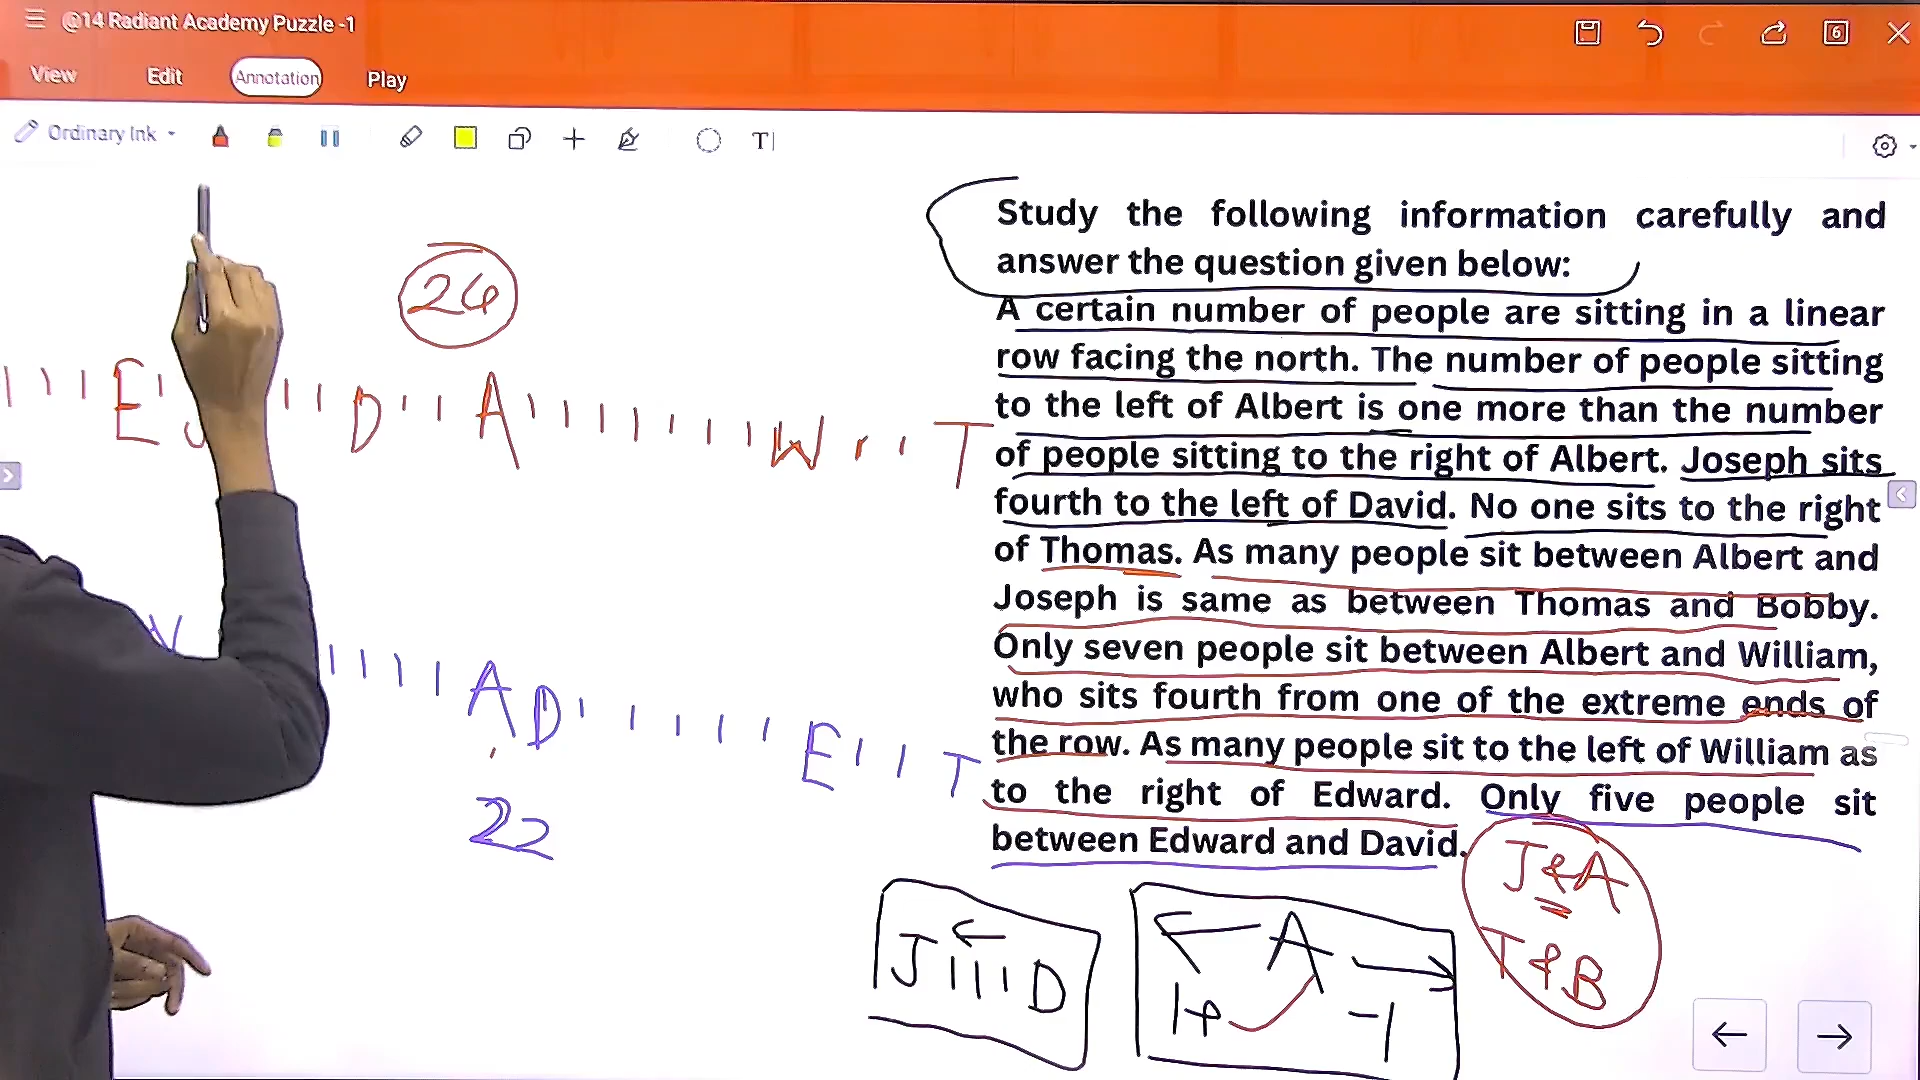 @14 Radiant Academy Puzzle -1
View Edit Annotation Play
Ordinary Ink
T|
6
Study the following information carefully and
answer the question given below:
A certain number of people are sitting in a linear
row facing the north. The number of people sitting
to the left of Albert is one more than the number
of people sitting to the right of Albert. Joseph sits
fourth to the left of David. No one sits to the right
of Thomas. As many people sit between Albert and
Joseph is same as between Thomas and Bobby.
Only seven people sit between Albert and William,
who sits fourth from one of the extreme ends of
the row. As many people sit to the left of William as
to the right of Edward. Only five people sit
between Edward and David.
E D A W T
A D E T
22
J D
A
1+ -1
J & A
T & B